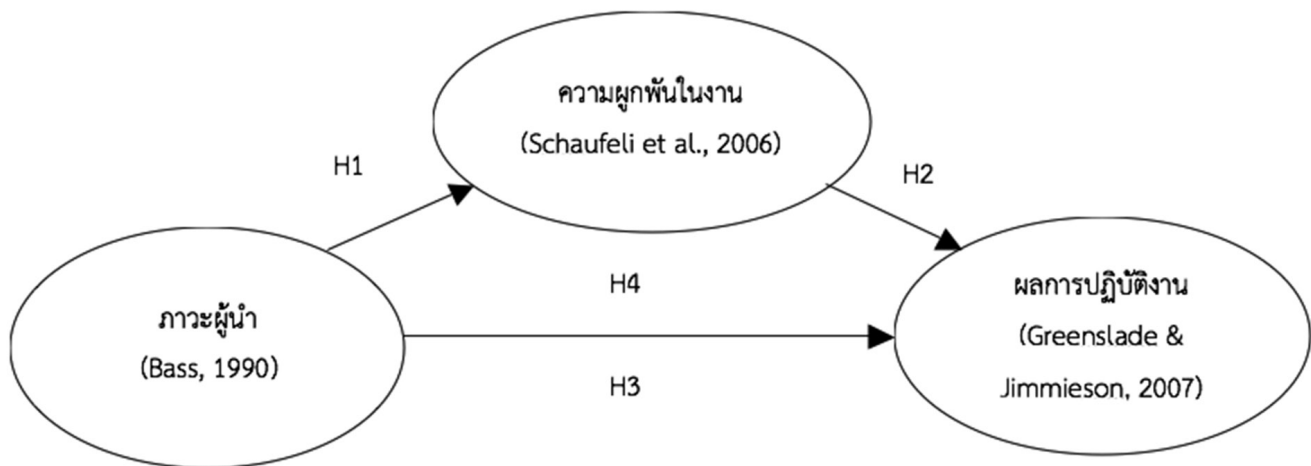 ความผูกพันในงาน
(Schaufeli et al., 2006)
H1
H2
H4
ภาวะผู้นำ
(Bass, 1990)
ผลการปฏิบัติงาน
(Greenslade &
Jimmieson, 2007)
H3